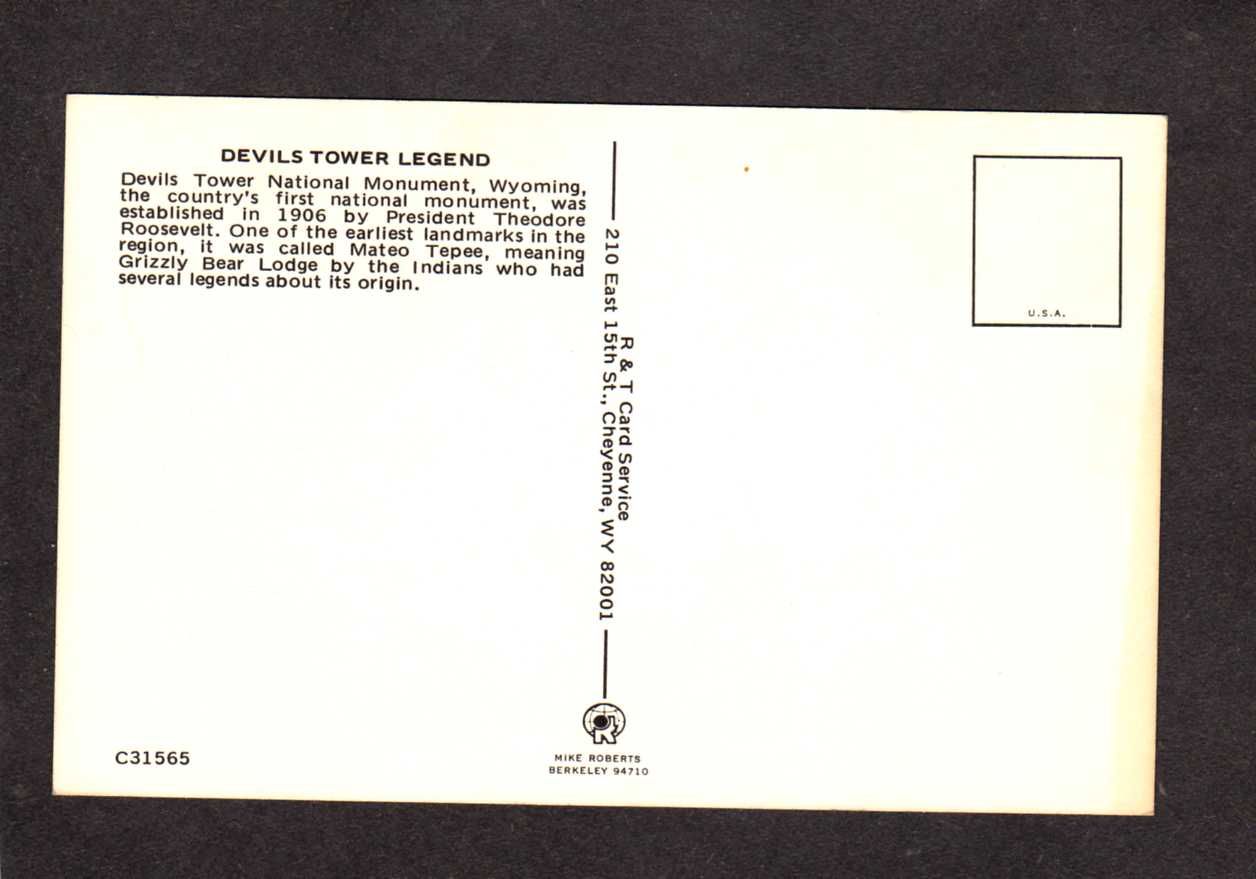 DEVILS TOWER LEGEND
Devils Tower National Monument, Wyoming,
the country's first national monument, was
established in 1906 by President Theodore
Roosevelt. One of the earliest landmarks in the
region, it was called Mateo Tepee, meaning
Grizzly Bear Lodge by the Indians who had
several legends about its origin.
R & T Card Service
210 East 15th St., Cheyenne, WY 82001
U.S.A.
C31565
MIKE ROBERTS
BERKELEY 94710